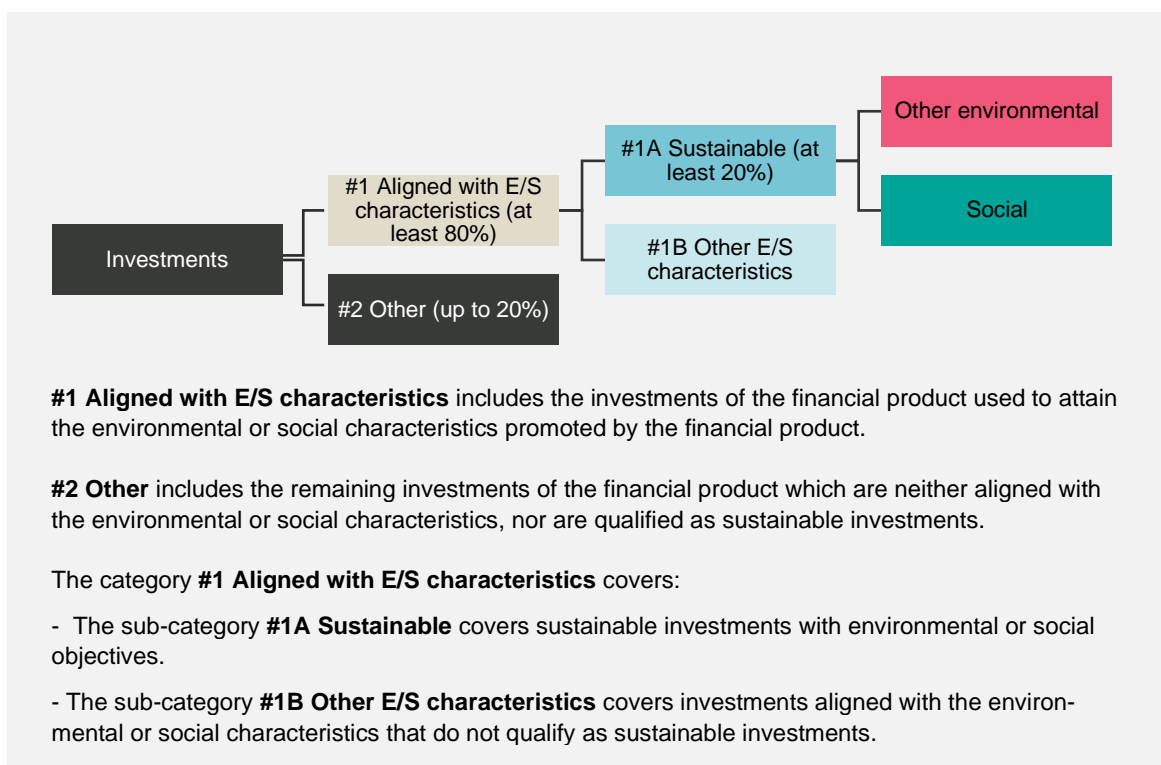 Other environmental
#1A Sustainable (at
least 20%)
#1 Aligned with E/S
characteristics (at
least 80%)
Social
Investments
#1B Other E/S
characteristics
#2 Other (up to 20%)
#1 Aligned with E/S characteristics includes the investments of the financial product used to attain
the environmental or social characteristics promoted by the financial product.
#2 Other includes the remaining investments of the financial product which are neither aligned with
the environmental or social characteristics, nor are qualified as sustainable investments.
The category #1 Aligned with E/S characteristics covers:
- The sub-category #1A Sustainable covers sustainable investments with environmental or social
objectives.
- The sub-category #1B Other E/S characteristics covers investments aligned with the environ-
mental or social characteristics that do not qualify as sustainable investments.